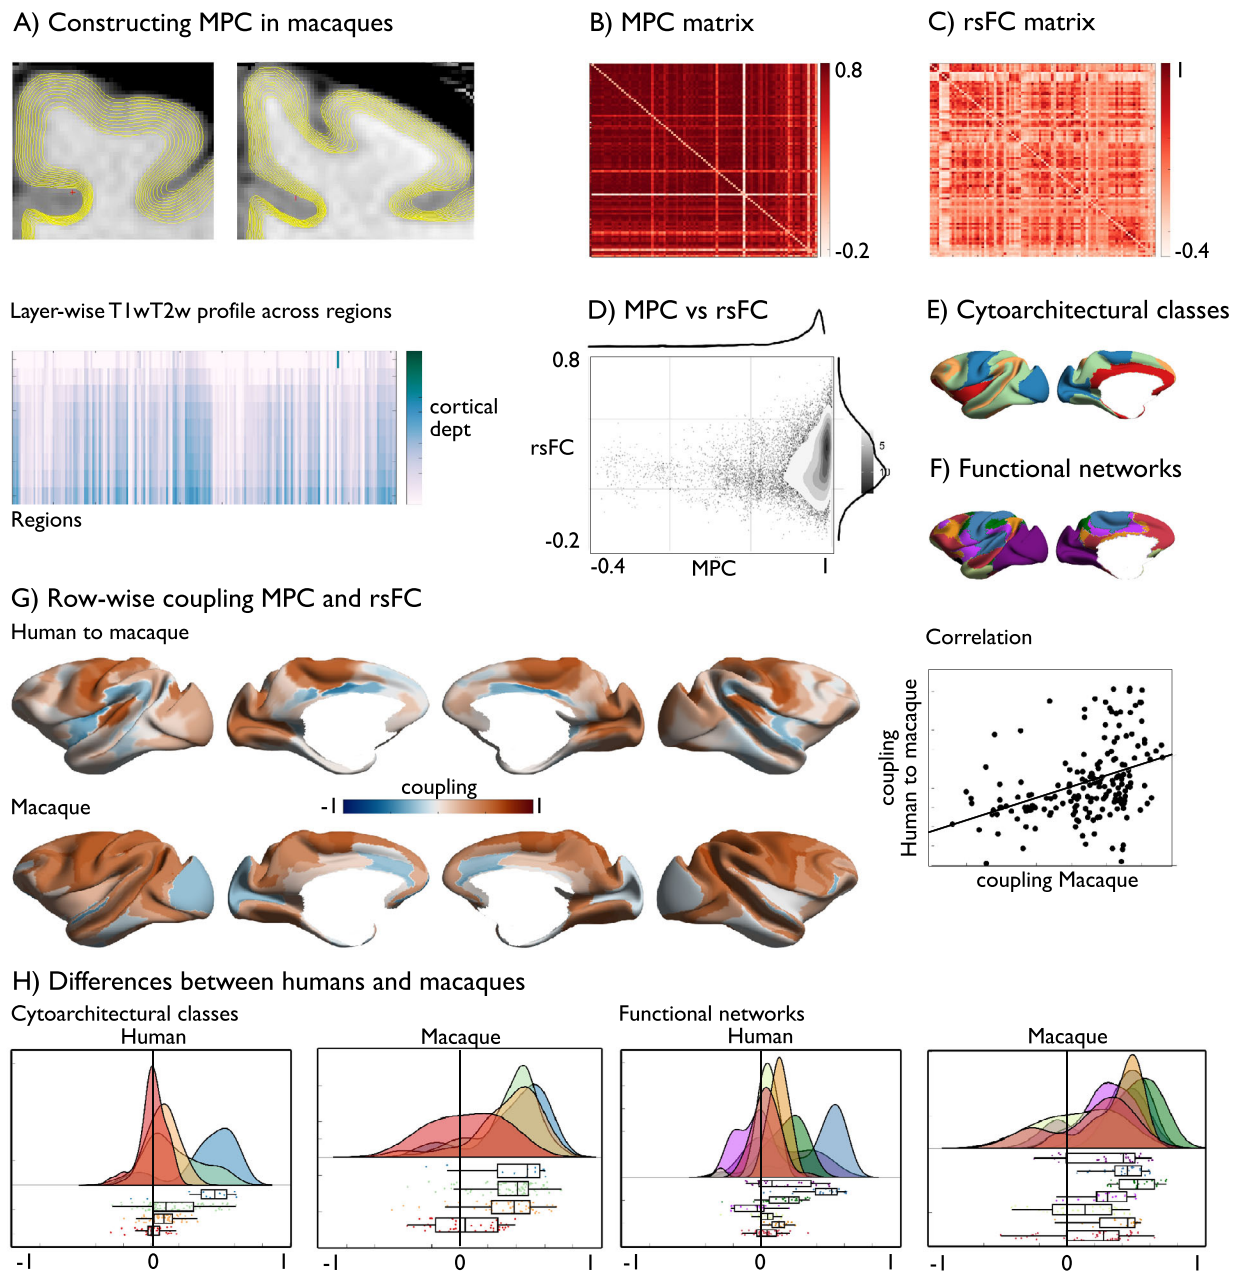 A) Constructing MPC in macaques
B) MPC matrix
0.8
-0.2
C) rsFC matrix
1
-0.4
Layer-wise T1wT2w profile across regions
cortical
dept
Regions
D) MPC vs rsFC
0.8
rsFC
-0.2
-0.4
MPC
1
5
10
E) Cytoarchitectural classes
F) Functional networks
G) Row-wise coupling MPC and rsFC
Human to macaque
coupling
-1
1
Macaque
Correlation
coupling
Human to macaque
coupling Macaque
H) Differences between humans and macaques
Cytoarchitectural classes
Human
Macaque
Functional networks
Human
Macaque
-1
0
1
0
1
-1
0
1
-1
0
1